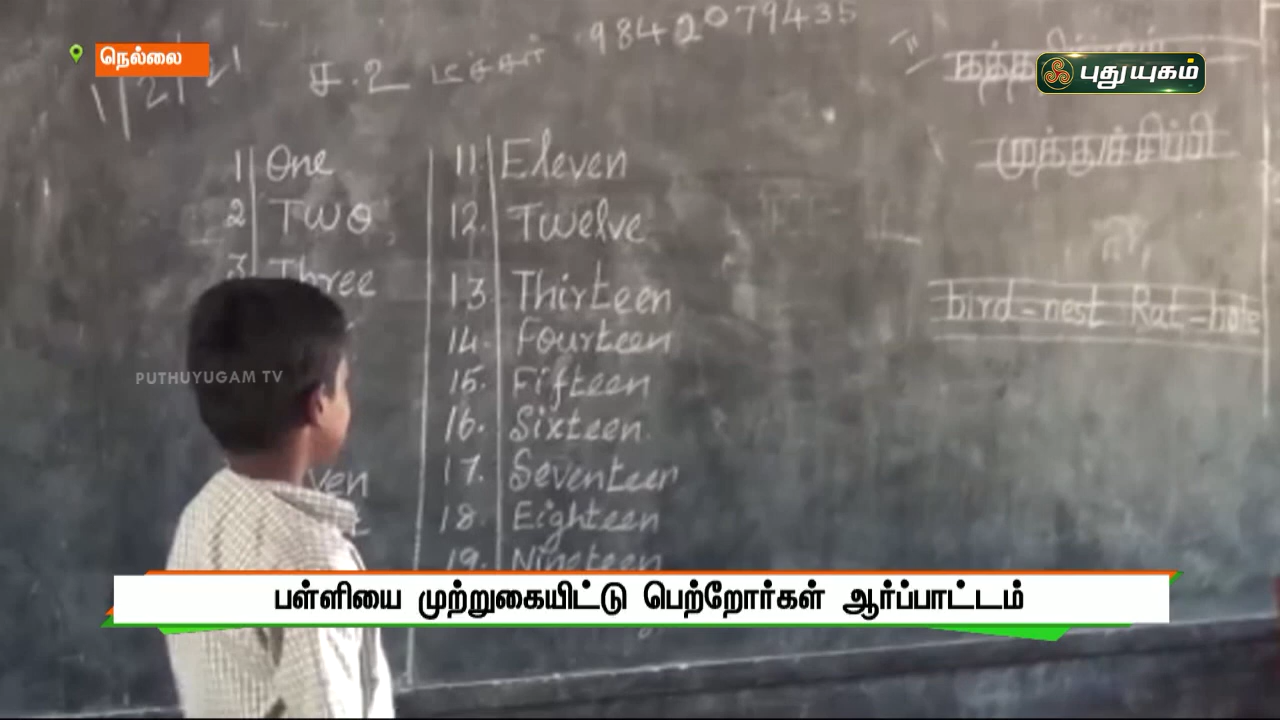 நெல்லை
9842079435
புதுயுகம்
முத்துச்சிப்பி
1 One
2 Two
3 Three
ven
11. Eleven
12. Twelve
13. Thirteen
14. Fourteen
15. Fifteen
16. Sixteen
17. Seventeen
18. Eighteen
19. Nineteen
bird-nest Rat-hole
PUTHUYUGAM TV
பள்ளியை முற்றுகையிட்டு பெற்றோர்கள் ஆர்ப்பாட்டம்